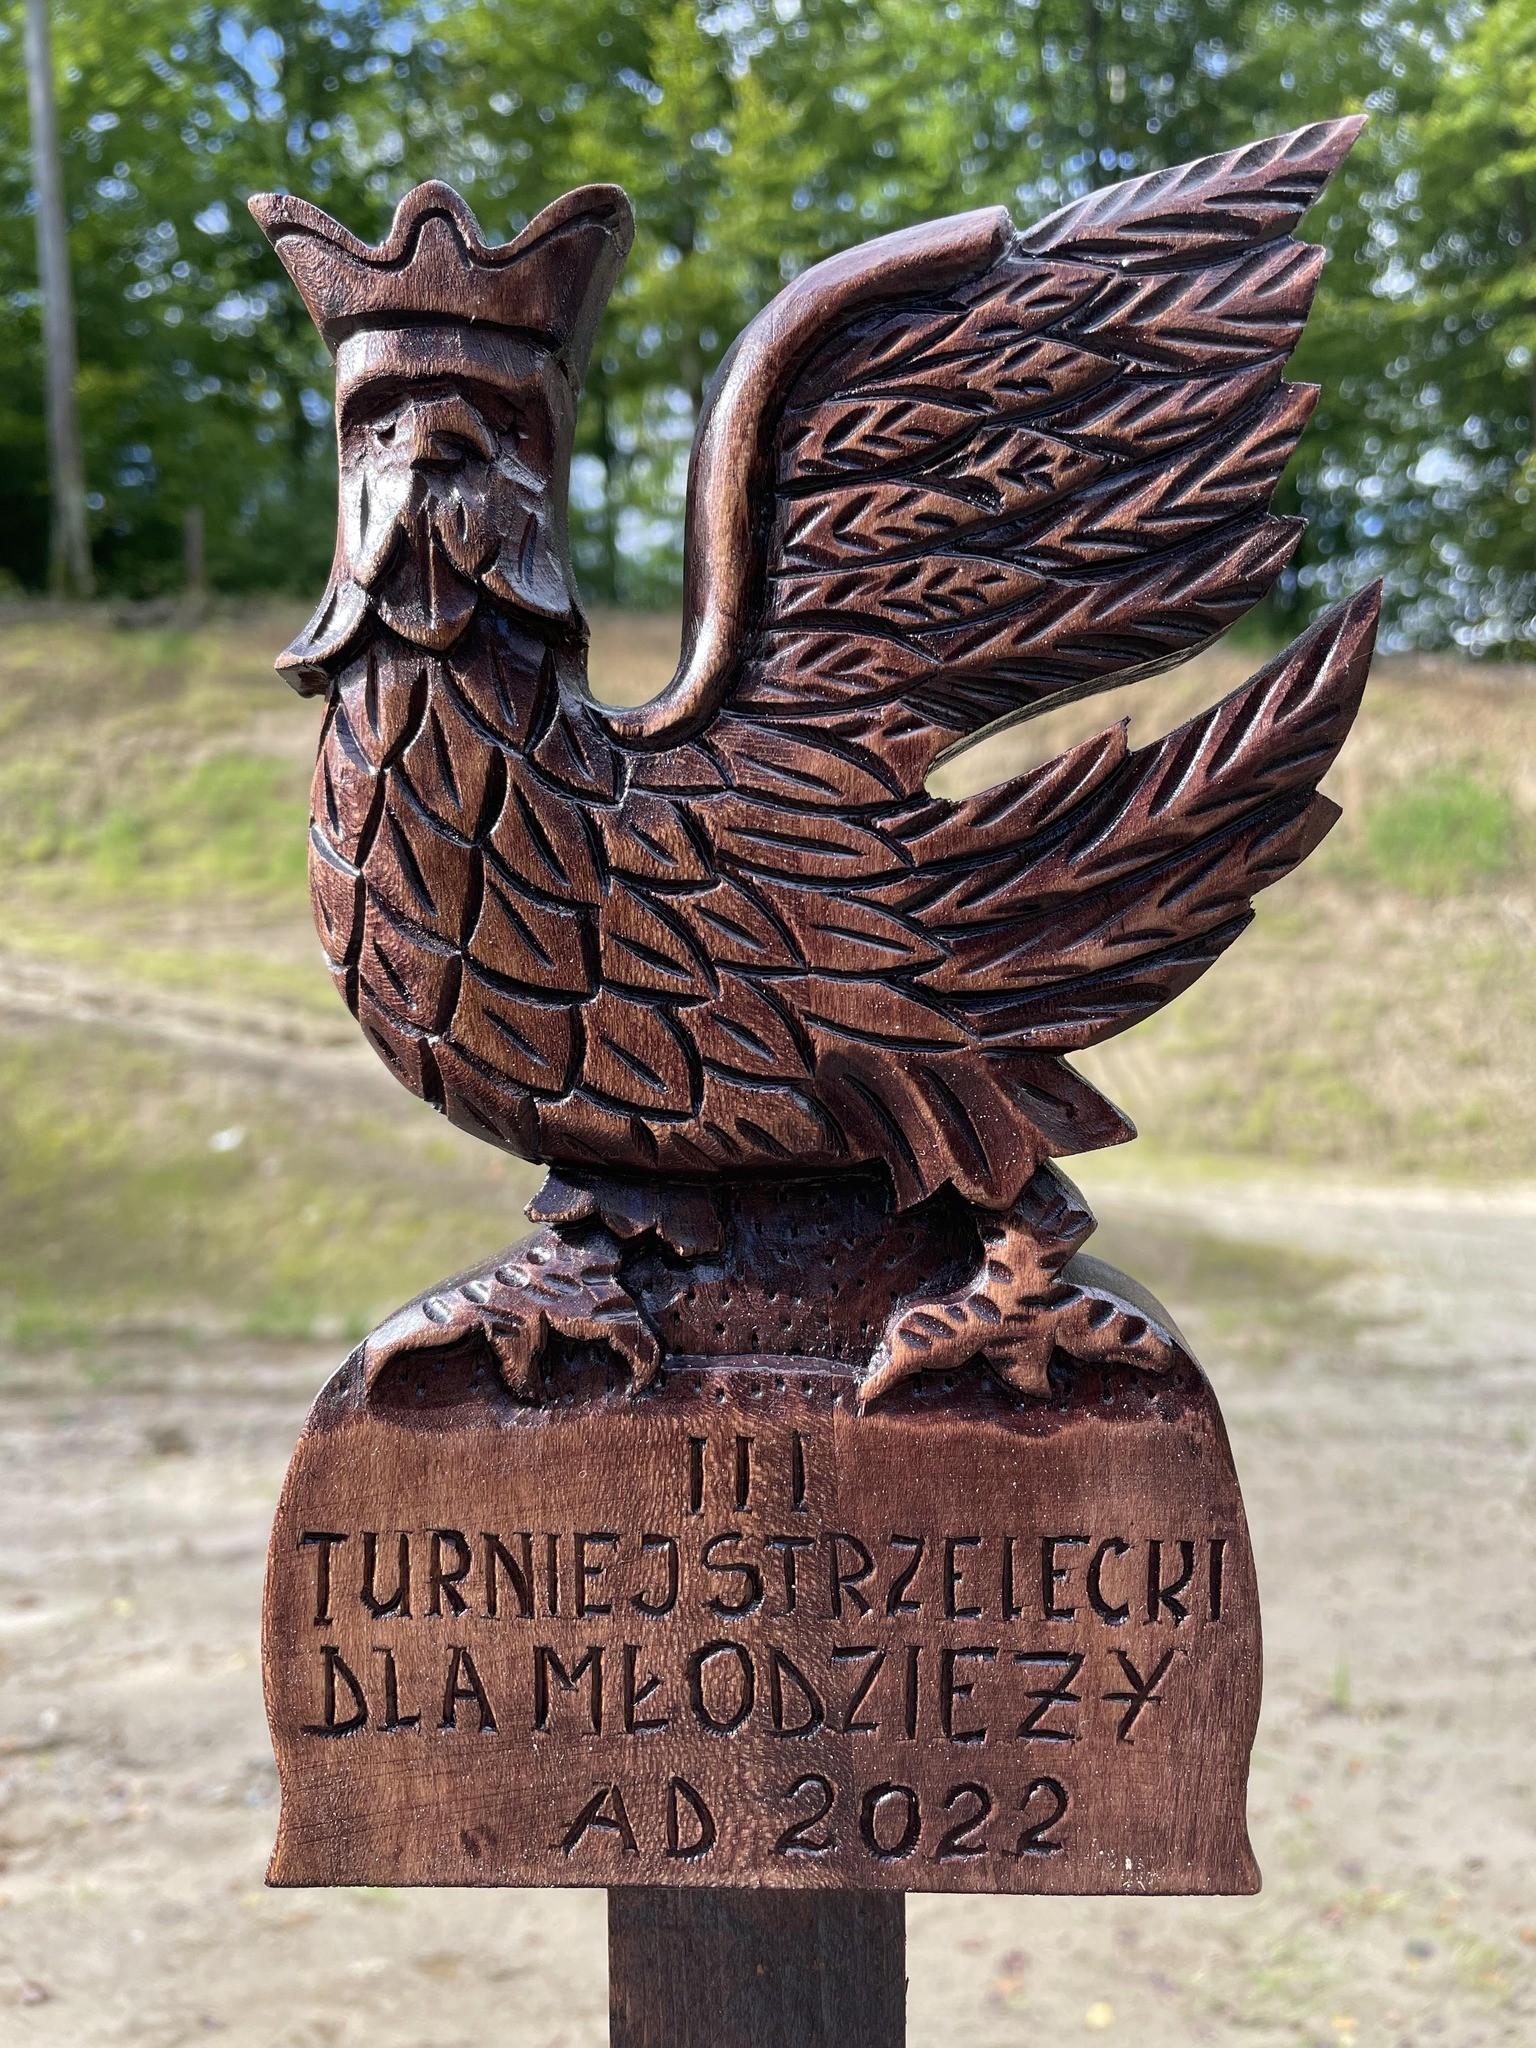 III
TURNIEJ STRZELECKI
DLA MŁODZIEŻY
AD 2022